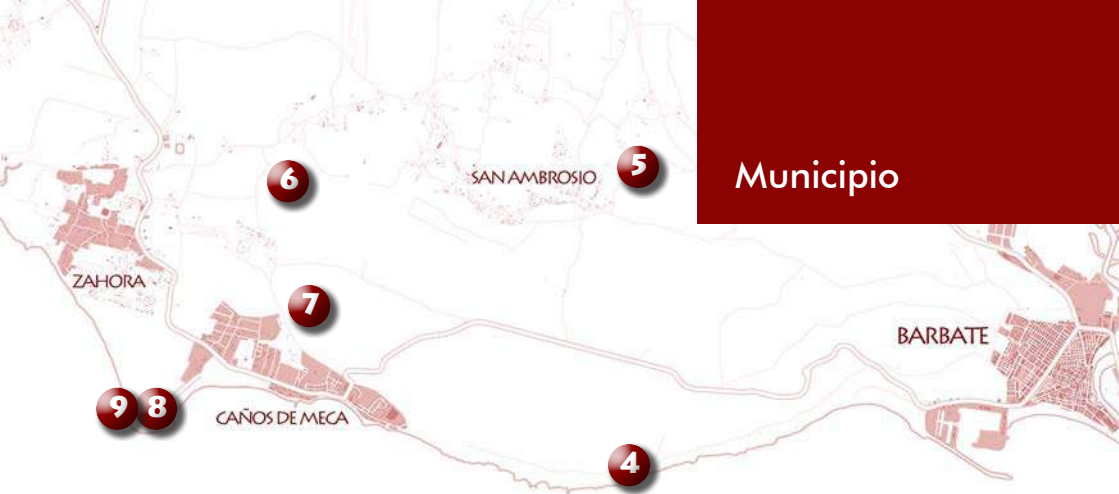 Municipio
5
SAN AMBROSIO
6
ZAHORA
7
BARBATE
9
8
CAÑOS DE MECA
4